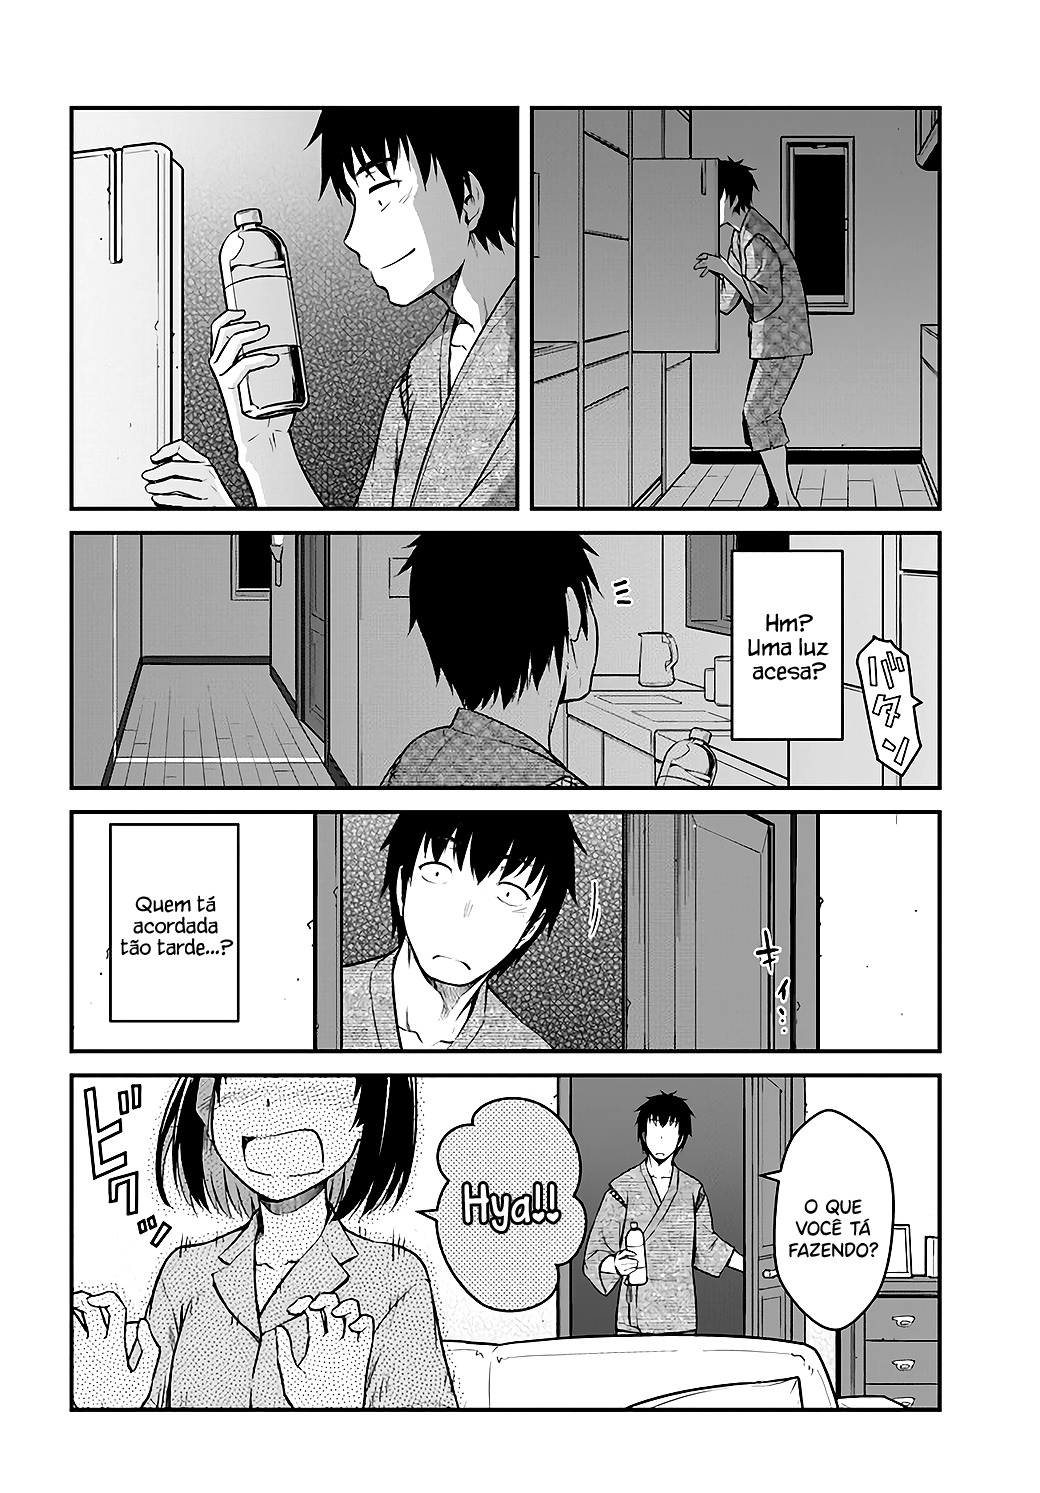 Hm?
Uma luz
acesa?
バタン
Quem tá
acordada
tão tarde...?
キィ…
O QUE
VOCÊ TÁ
FAZENDO?
Hya!!
ビクッ